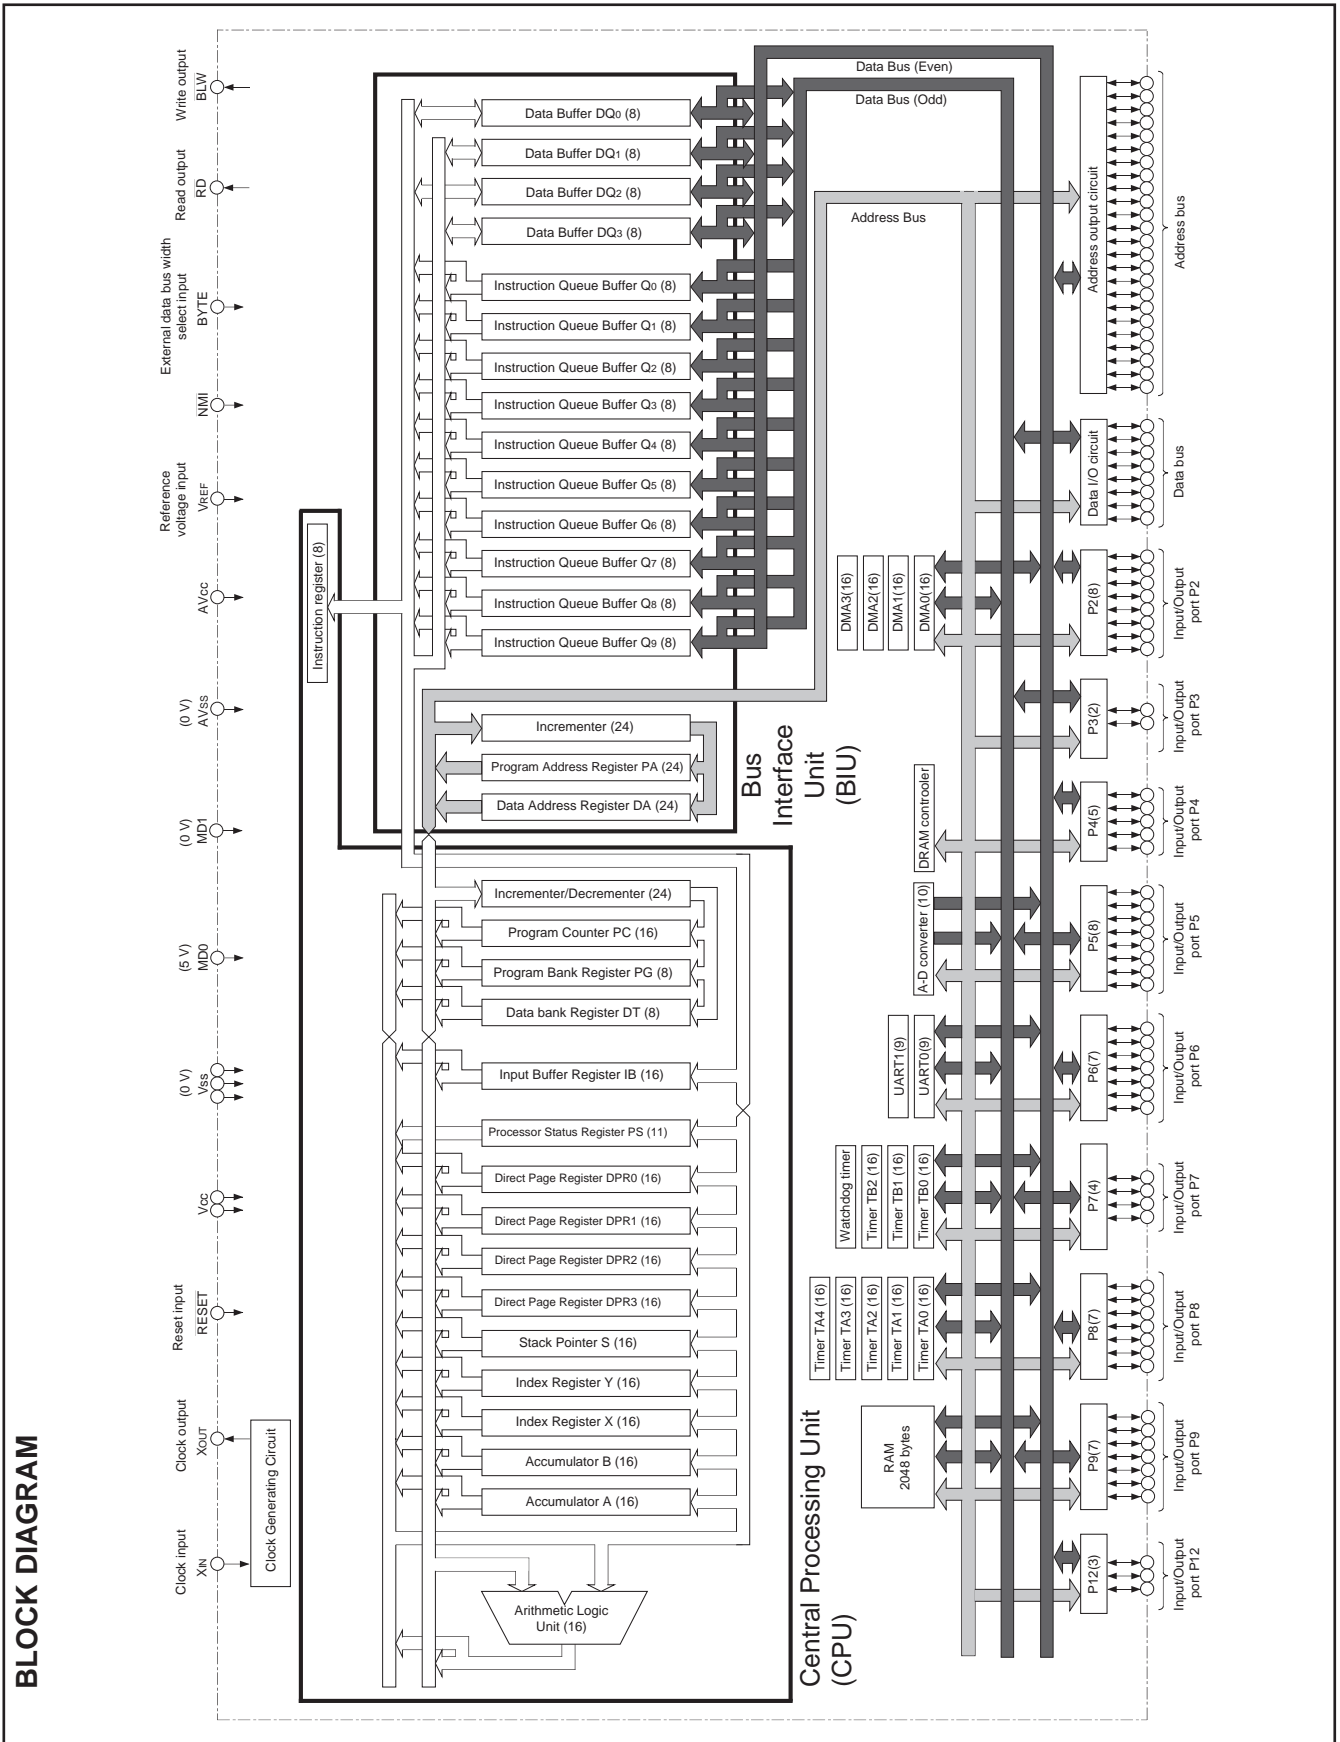 BLOCK DIAGRAM
Clock input
XIN
Clock output
XOUT
Clock Generating Circuit
Reset input
RESET
Vcc
(0 V)
Vss
(5 V)
MD0
(0 V)
MD1
(0 V)
AVss
AVcc
Reference
voltage input
VREF
NMI
External data bus width
select input
BYTE
Read output
RD
Write output
BLW
Instruction register (8)
Data Buffer DQ0 (8)
Data Buffer DQ1 (8)
Data Buffer DQ2 (8)
Data Buffer DQ3 (8)
Instruction Queue Buffer Q0 (8)
Instruction Queue Buffer Q1 (8)
Instruction Queue Buffer Q2 (8)
Instruction Queue Buffer Q3 (8)
Instruction Queue Buffer Q4 (8)
Instruction Queue Buffer Q5 (8)
Instruction Queue Buffer Q6 (8)
Instruction Queue Buffer Q7 (8)
Instruction Queue Buffer Q8 (8)
Instruction Queue Buffer Q9 (8)
Incrementer (24)
Program Address Register PA (24)
Data Address Register DA (24)
Bus
Interface
Unit
(BIU)
Incrementer/Decrementer (24)
Program Counter PC (16)
Program Bank Register PG (8)
Data bank Register DT (8)
Input Buffer Register IB (16)
Processor Status Register PS (11)
Direct Page Register DPR0 (16)
Direct Page Register DPR1 (16)
Direct Page Register DPR2 (16)
Direct Page Register DPR3 (16)
Stack Pointer S (16)
Index Register Y (16)
Index Register X (16)
Accumulator B (16)
Accumulator A (16)
Arithmetic Logic
Unit (16)
Central Processing Unit
(CPU)
Data Bus (Even)
Data Bus (Odd)
Address Bus
RAM
2048 bytes
Timer TA4 (16)
Timer TA3 (16)
Timer TA2 (16)
Timer TA1 (16)
Timer TA0 (16)
Watchdog timer
Timer TB2 (16)
Timer TB1 (16)
Timer TB0 (16)
UART1(9)
UART0(9)
A-D converter (10)
DRAM controoler
DMA3(16)
DMA2(16)
DMA1(16)
DMA0(16)
P12(3)
P9(7)
P8(7)
P7(4)
P6(7)
P5(8)
P4(5)
P3(2)
P2(8)
Data I/O circuit
Address output circuit
Input/Output
port P12
Input/Output
port P9
Input/Output
port P8
Input/Output
port P7
Input/Output
port P6
Input/Output
port P5
Input/Output
port P4
Input/Output
port P3
Input/Output
port P2
Data bus
Address bus